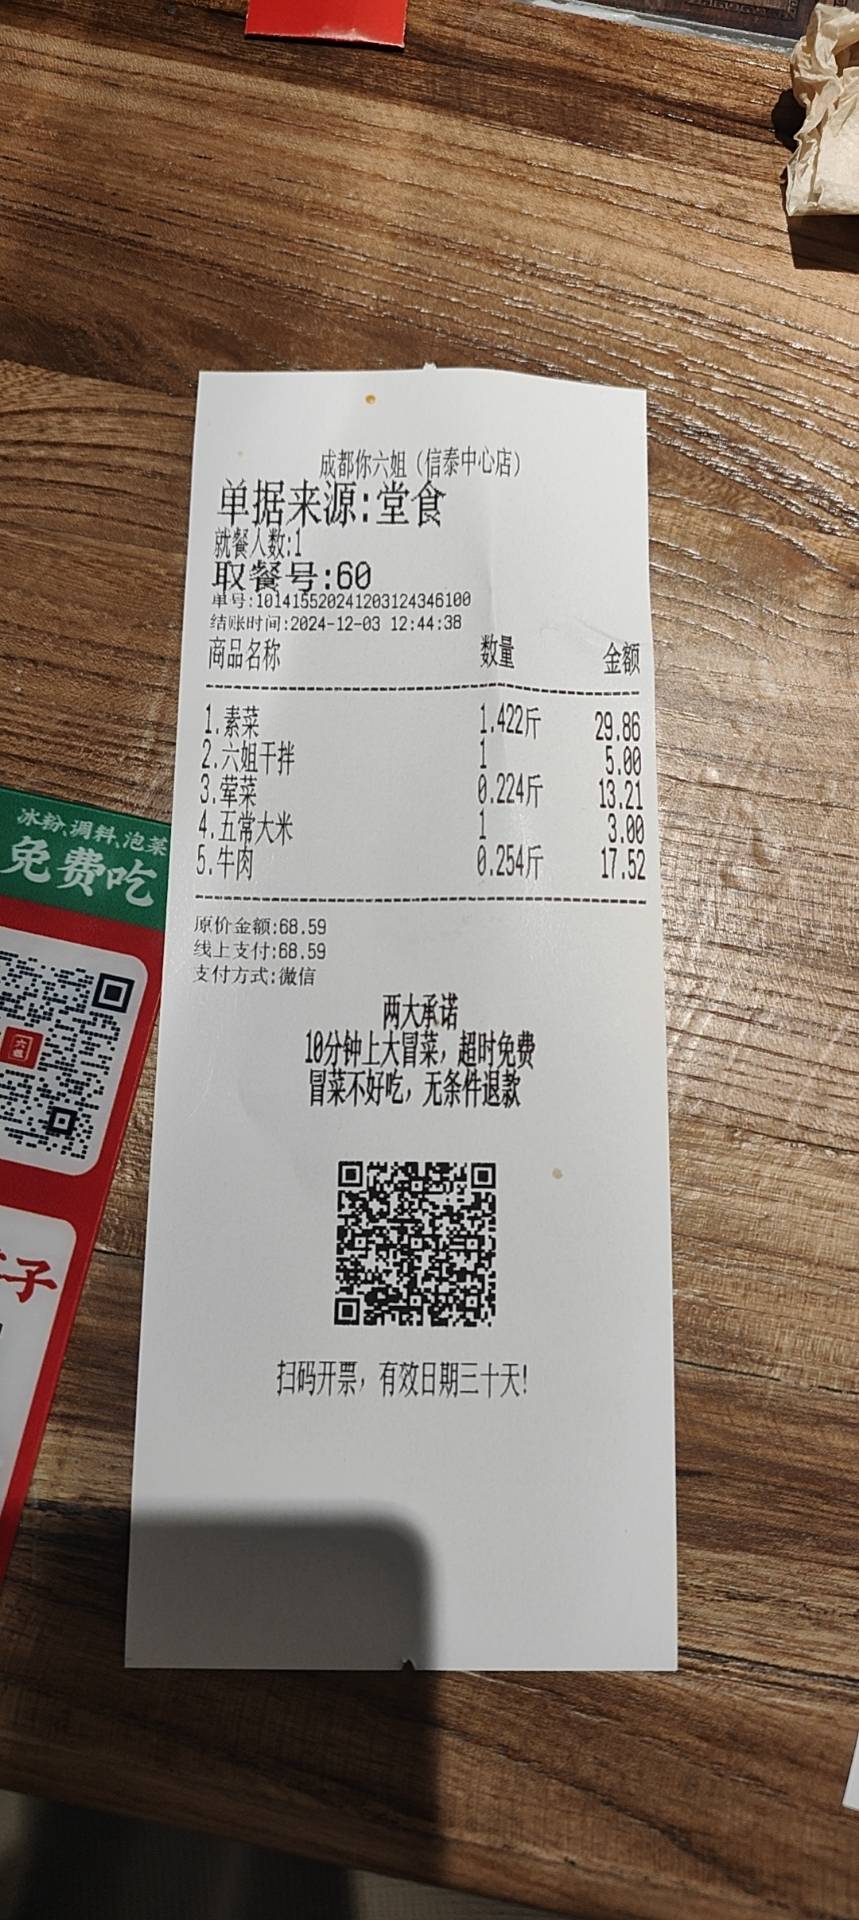 成都你六姐（信泰中心店）
单据来源:堂食
就餐人数:1
取餐号:60
单号:101415520241203124346100
结账时间:2024-12-03 12:44:38
商品名称 数量 金额
1.素菜 1.422斤 29.86
2.六姐干拌 1 5.00
3.荤菜 0.224斤 13.21
4.五常大米 1 3.00
5.牛肉 0.254斤 17.52
原价金额:68.59
线上支付:68.59
支付方式:微信
两大承诺
10分钟上大冒菜，超时免费
冒菜不好吃，无条件退款
扫码开票，有效日期三十天!
冰粉、调料、泡菜
免费吃
六姐
子